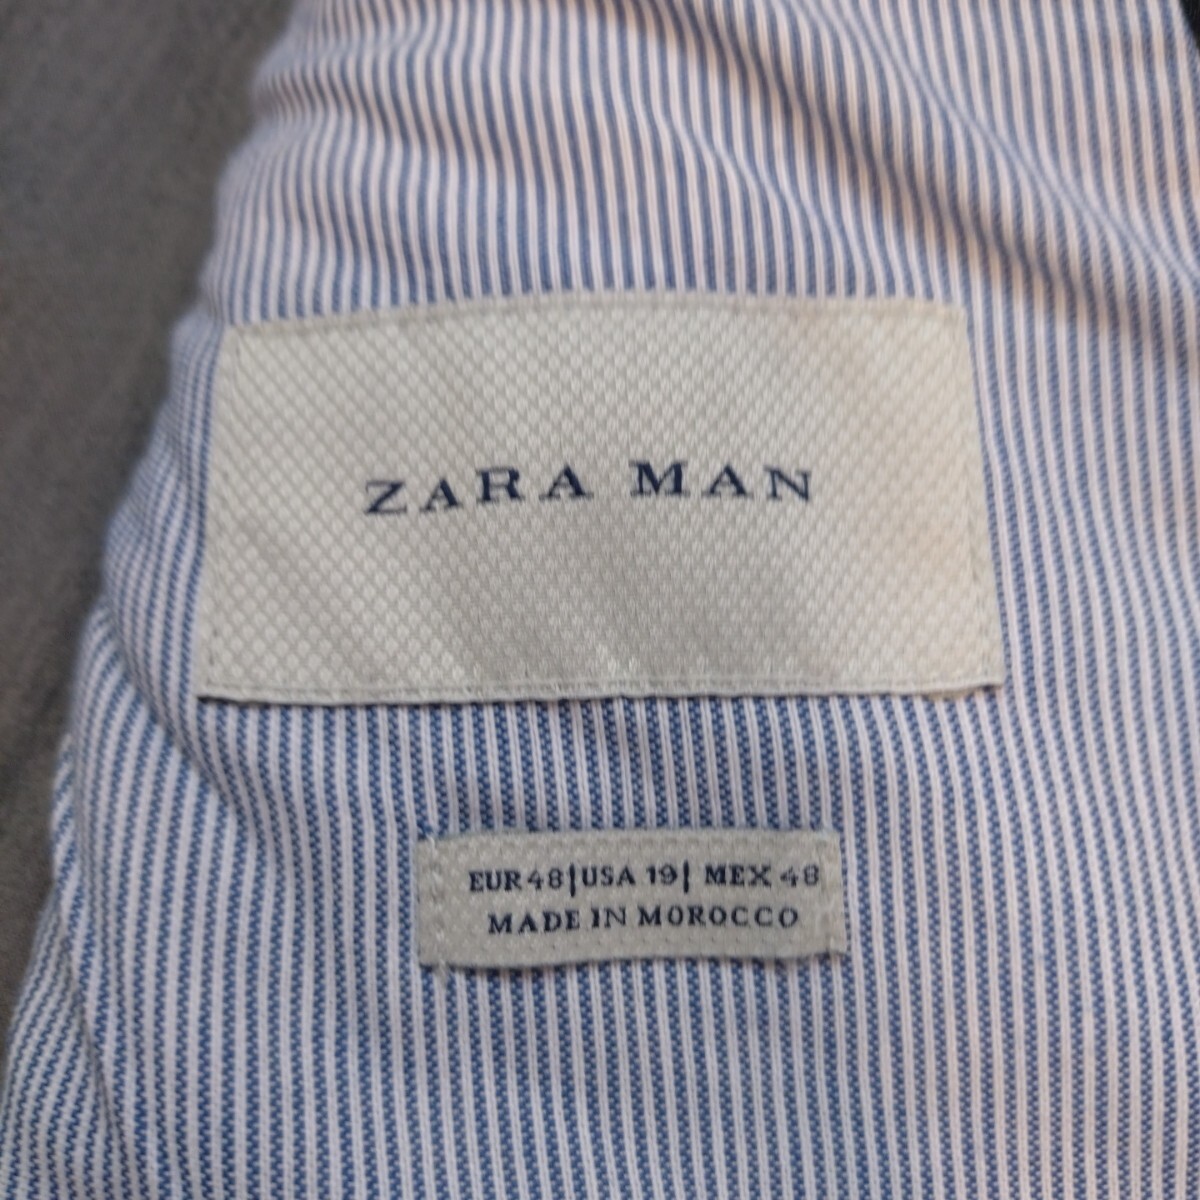 ZARA MAN
EUR 48 | USA 19 | MEX 48
MADE IN MOROCCO